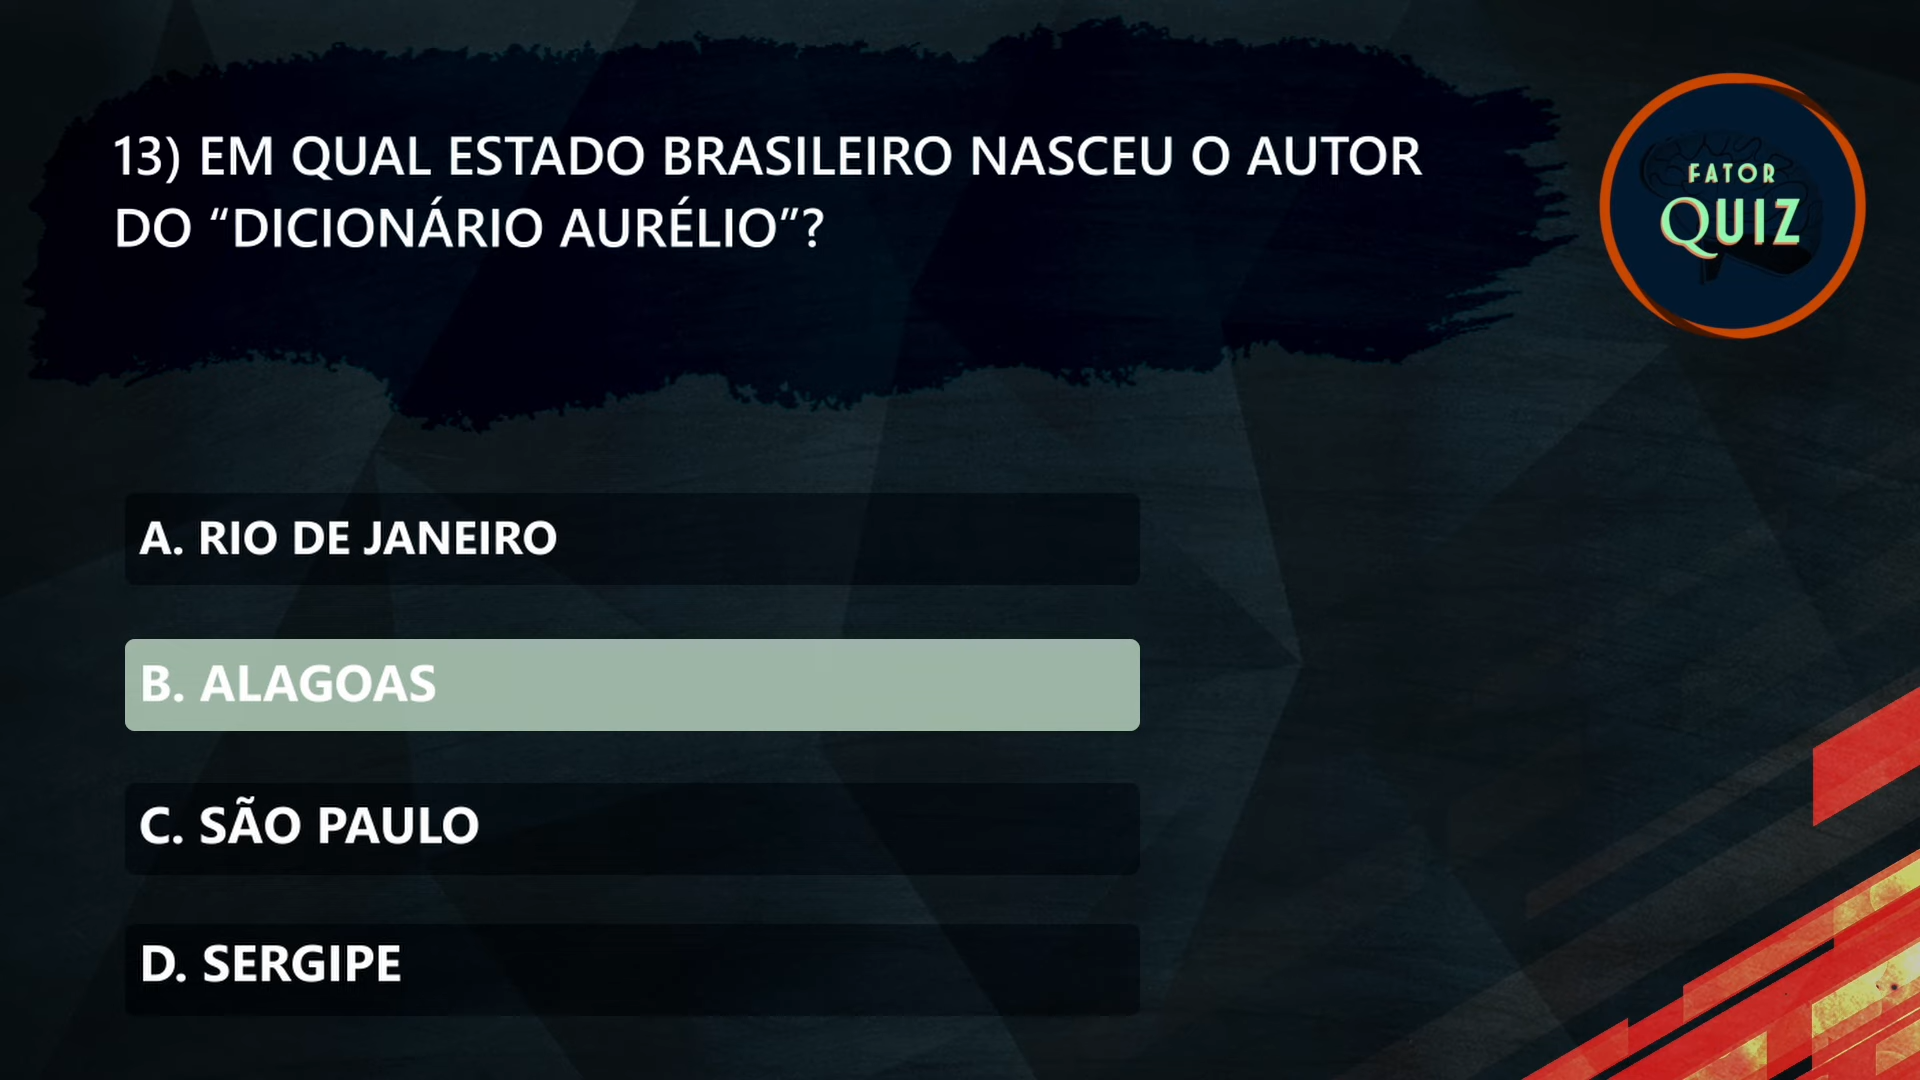 13) EM QUAL ESTADO BRASILEIRO NASCEU O AUTOR
DO “DICIONÁRIO AURÉLIO”?
FATOR
QUIZ
A. RIO DE JANEIRO
B. ALAGOAS
C. SÃO PAULO
D. SERGIPE